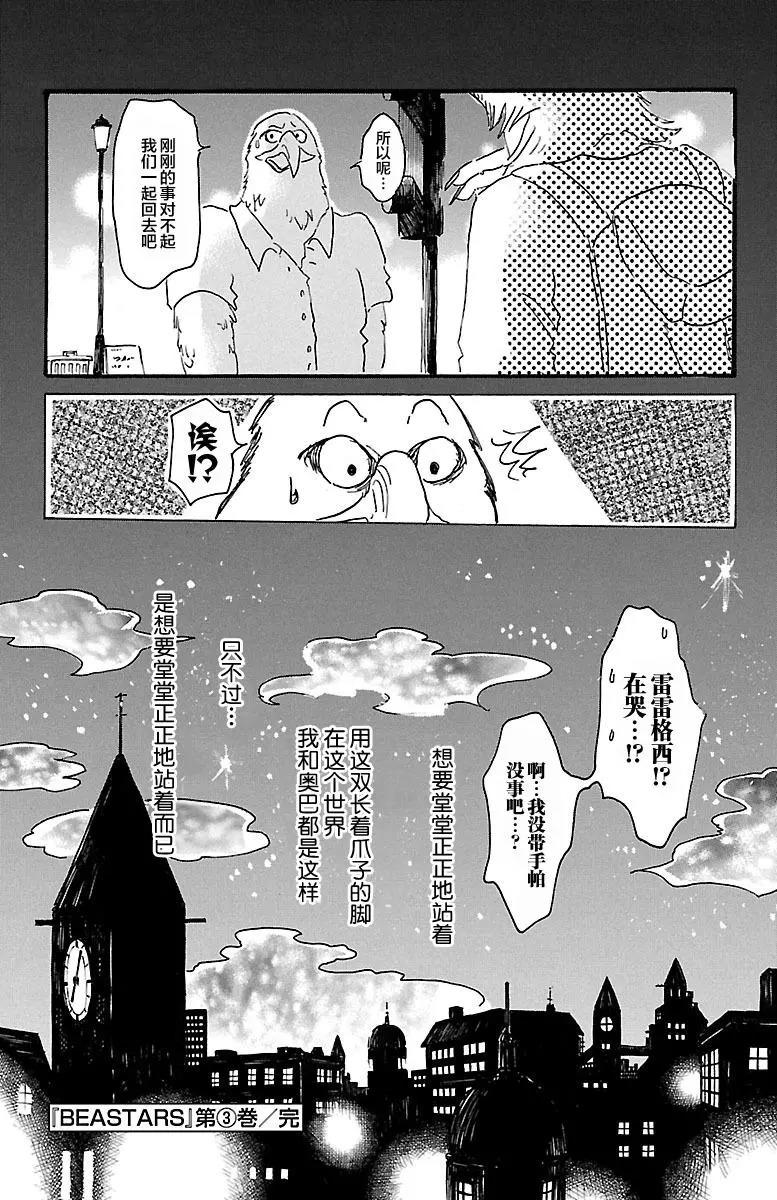 所以呢…
刚刚的事对不起
我们一起回去吧
诶!?
雷雷格西!?
在哭…!?
啊…我没带手帕
没事吧…?
想要堂堂正正地站着
用这双长着爪子的脚
在这个世界
我和奥巴都是这样
只不过…
是想要堂堂正正地站着而已
『BEASTARS』第③巻／完